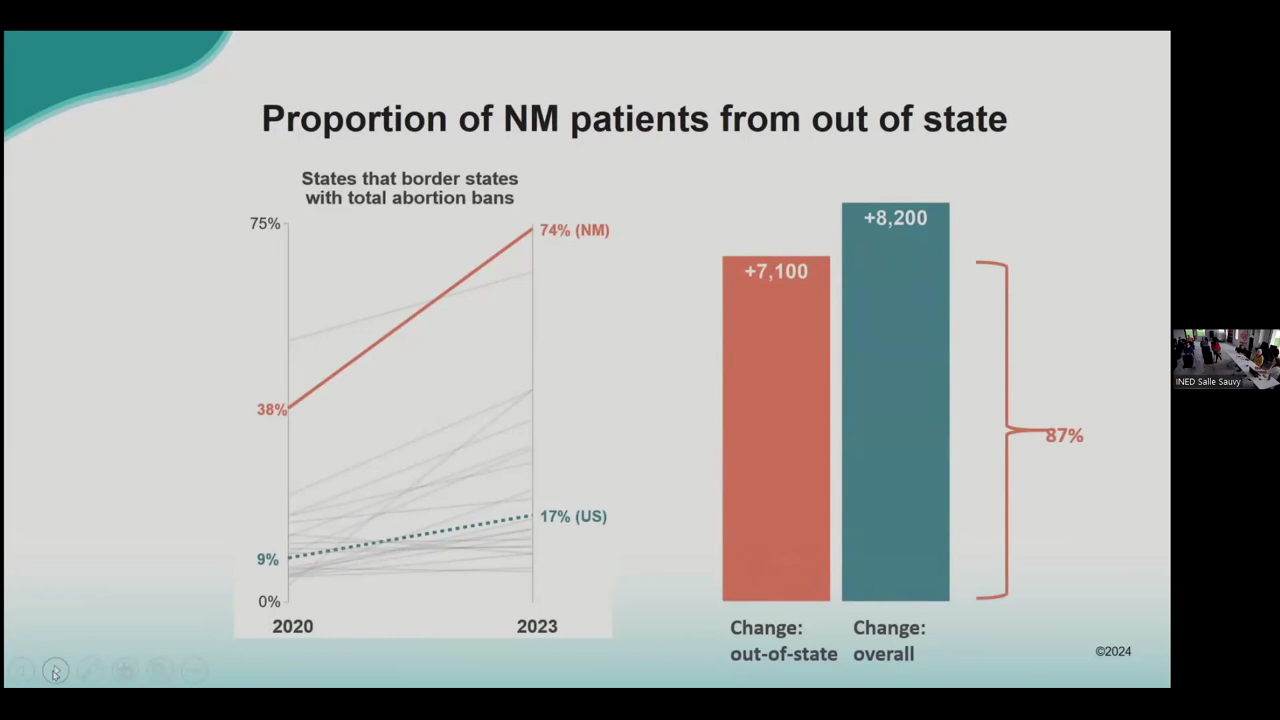 Proportion of NM patients from out of state
States that border states
with total abortion bans
75%
74% (NM)
38%
17% (US)
9%
0%
2020
2023
+7,100
+8,200
87%
Change:
out-of-state
Change:
overall
©2024
INED Salle Sauvy